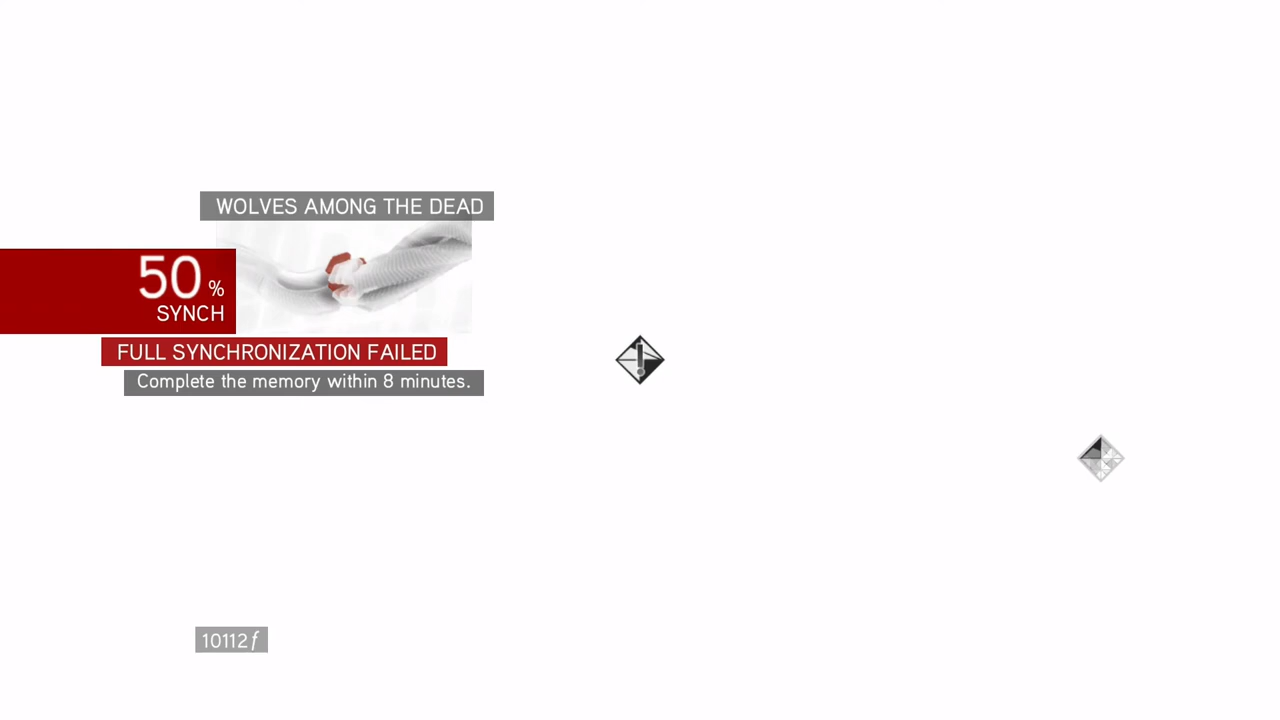 WOLVES AMONG THE DEAD
50 %
SYNCH
FULL SYNCHRONIZATION FAILED
Complete the memory within 8 minutes.
10112ƒ